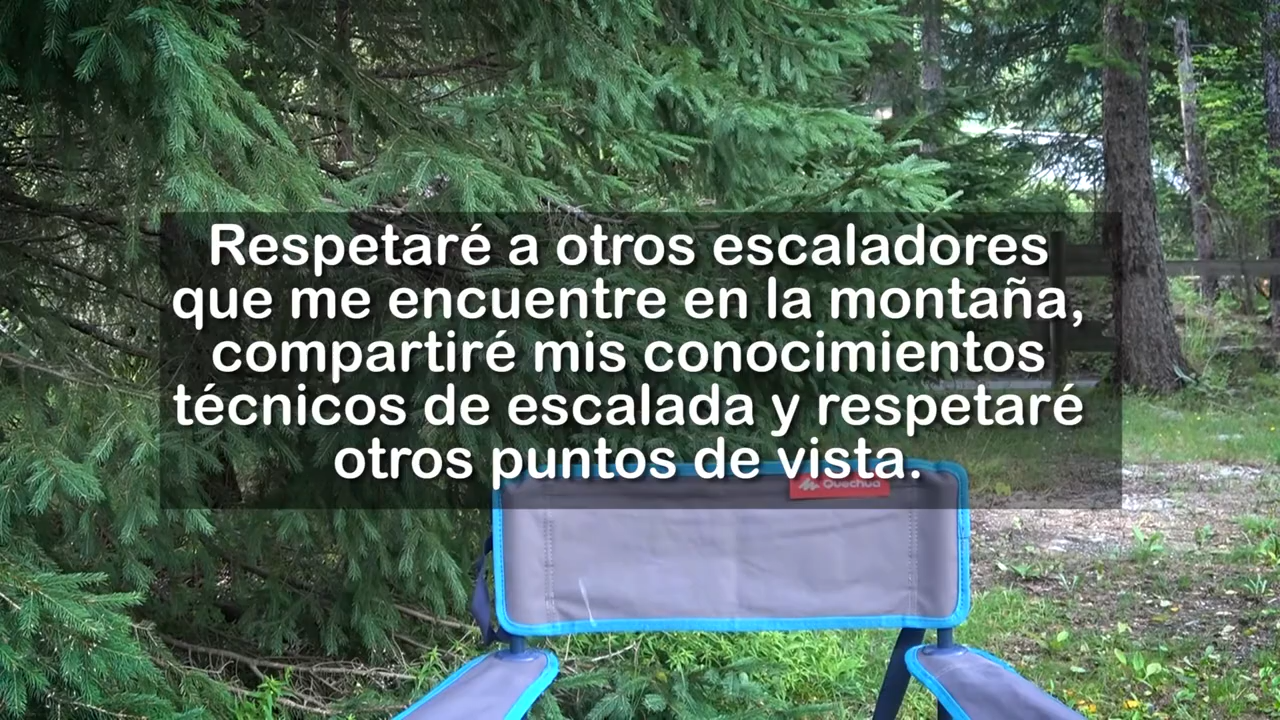 Respetaré a otros escaladores
que me encuentre en la montaña,
compartiré mis conocimientos
técnicos de escalada y respetaré
otros puntos de vista.
Quechua